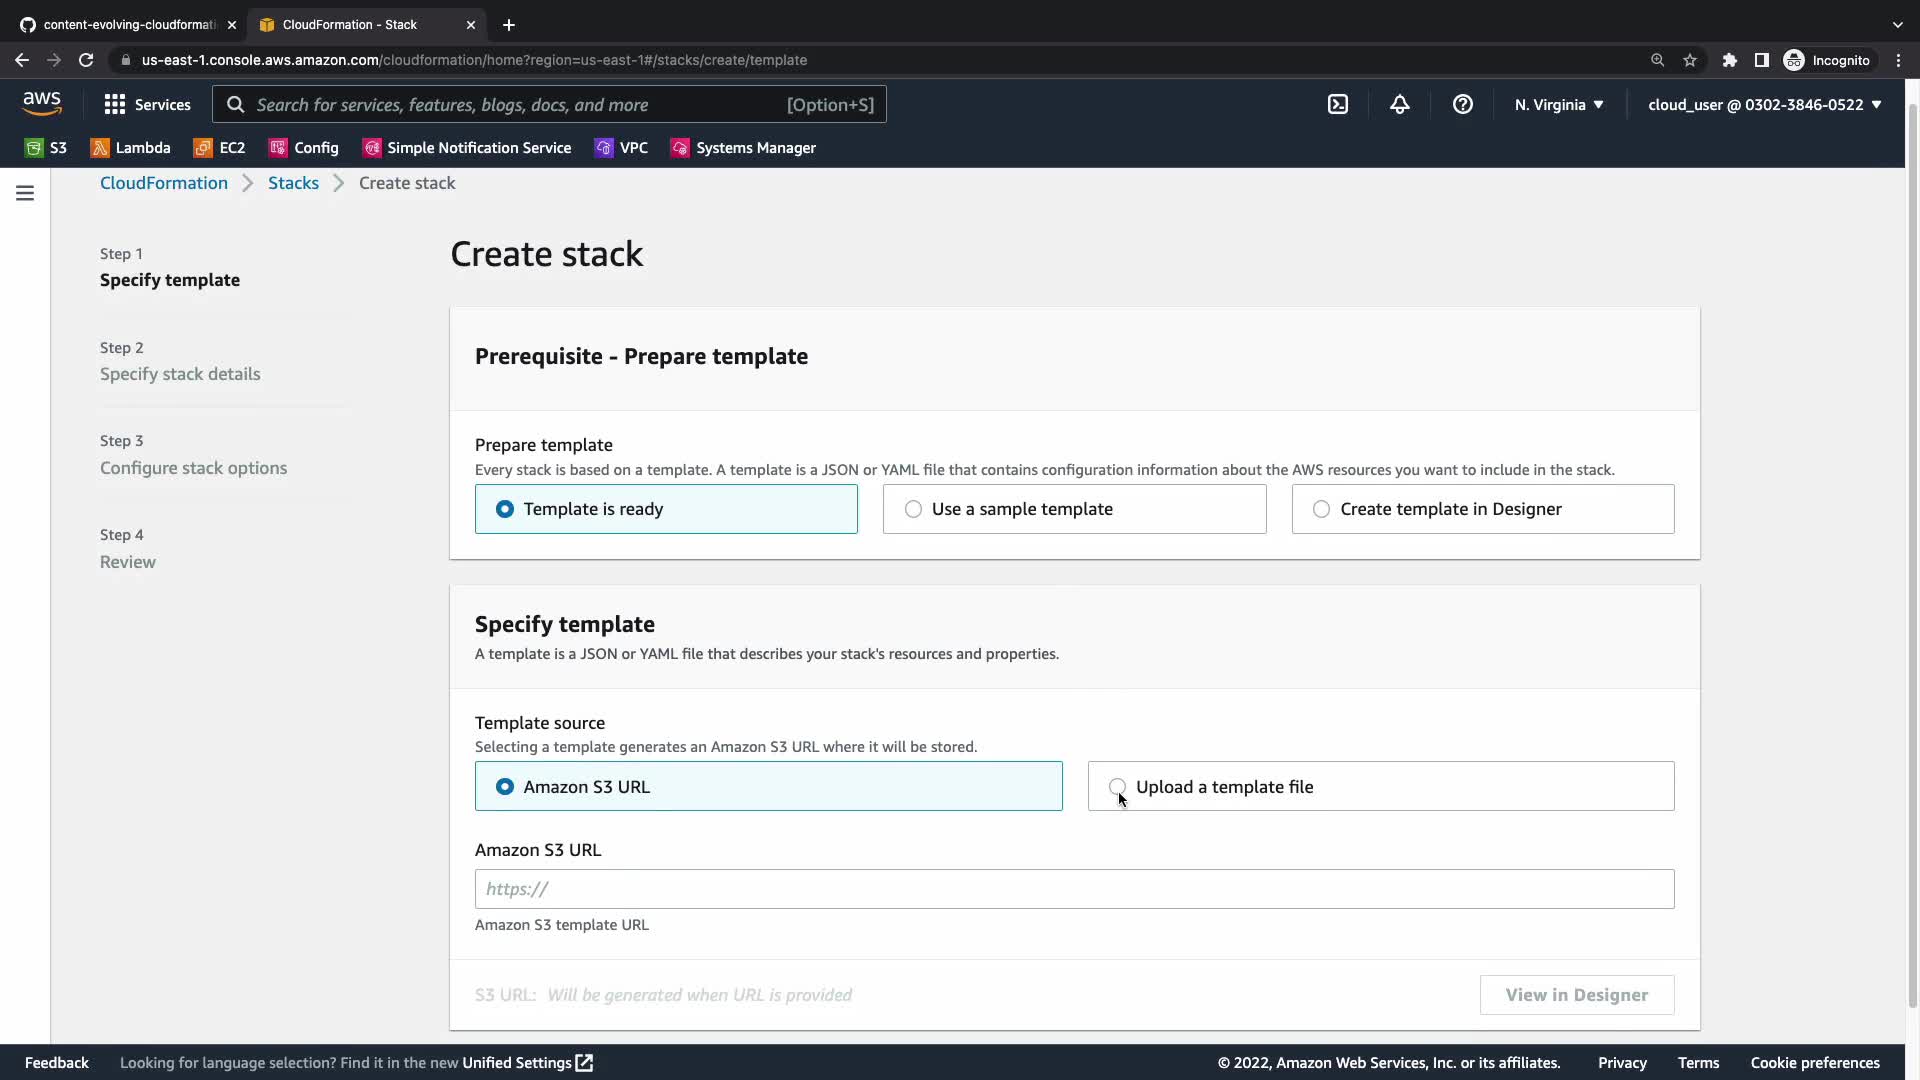 content-evolving-cloudformati
CloudFormation - Stack
us-east-1.console.aws.amazon.com/cloudformation/home?region=us-east-1#/stacks/create/template
Incognito
aws
Services
Search for services, features, blogs, docs, and more [Option+S]
N. Virginia
cloud_user @ 0302-3846-0522
S3
Lambda
EC2
Config
Simple Notification Service
VPC
Systems Manager
CloudFormation
Stacks
Create stack
Step 1
Specify template
Step 2
Specify stack details
Step 3
Configure stack options
Step 4
Review
Create stack
Prerequisite - Prepare template
Prepare template
Every stack is based on a template. A template is a JSON or YAML file that contains configuration information about the AWS resources you want to include in the stack.
Template is ready
Use a sample template
Create template in Designer
Specify template
A template is a JSON or YAML file that describes your stack's resources and properties.
Template source
Selecting a template generates an Amazon S3 URL where it will be stored.
Amazon S3 URL
Upload a template file
Amazon S3 URL
https://
Amazon S3 template URL
S3 URL: Will be generated when URL is provided
View in Designer
Feedback
Looking for language selection? Find it in the new Unified Settings
© 2022, Amazon Web Services, Inc. or its affiliates.
Privacy
Terms
Cookie preferences